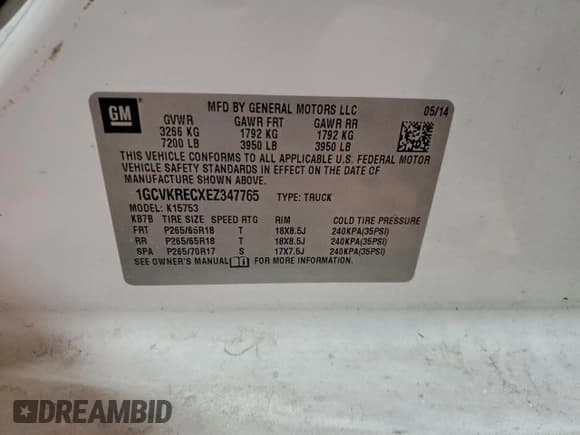 GM
MFD BY GENERAL MOTORS LLC 05/14
GVWR GAWR FRT GAWR RR
3266 KG 1792 KG 1792 KG
7200 LB 3950 LB 3950 LB
THIS VEHICLE CONFORMS TO ALL APPLICABLE U.S. FEDERAL MOTOR
VEHICLE SAFETY STANDARDS IN EFFECT ON THE DATE OF
MANUFACTURE SHOWN ABOVE.
1GCVKRECXEZ347765 TYPE: TRUCK
MODEL: K15753
KB7B TIRE SIZE SPEED RTG RIM COLD TIRE PRESSURE
FRT P265/65R18 T 18X8.5J 240KPA(35PSI)
RR P265/65R18 T 18X8.5J 240KPA(35PSI)
SPA P265/70R17 S 17X7.5J 240KPA(35PSI)
SEE OWNER'S MANUAL FOR MORE INFORMATION.
DREAMBID